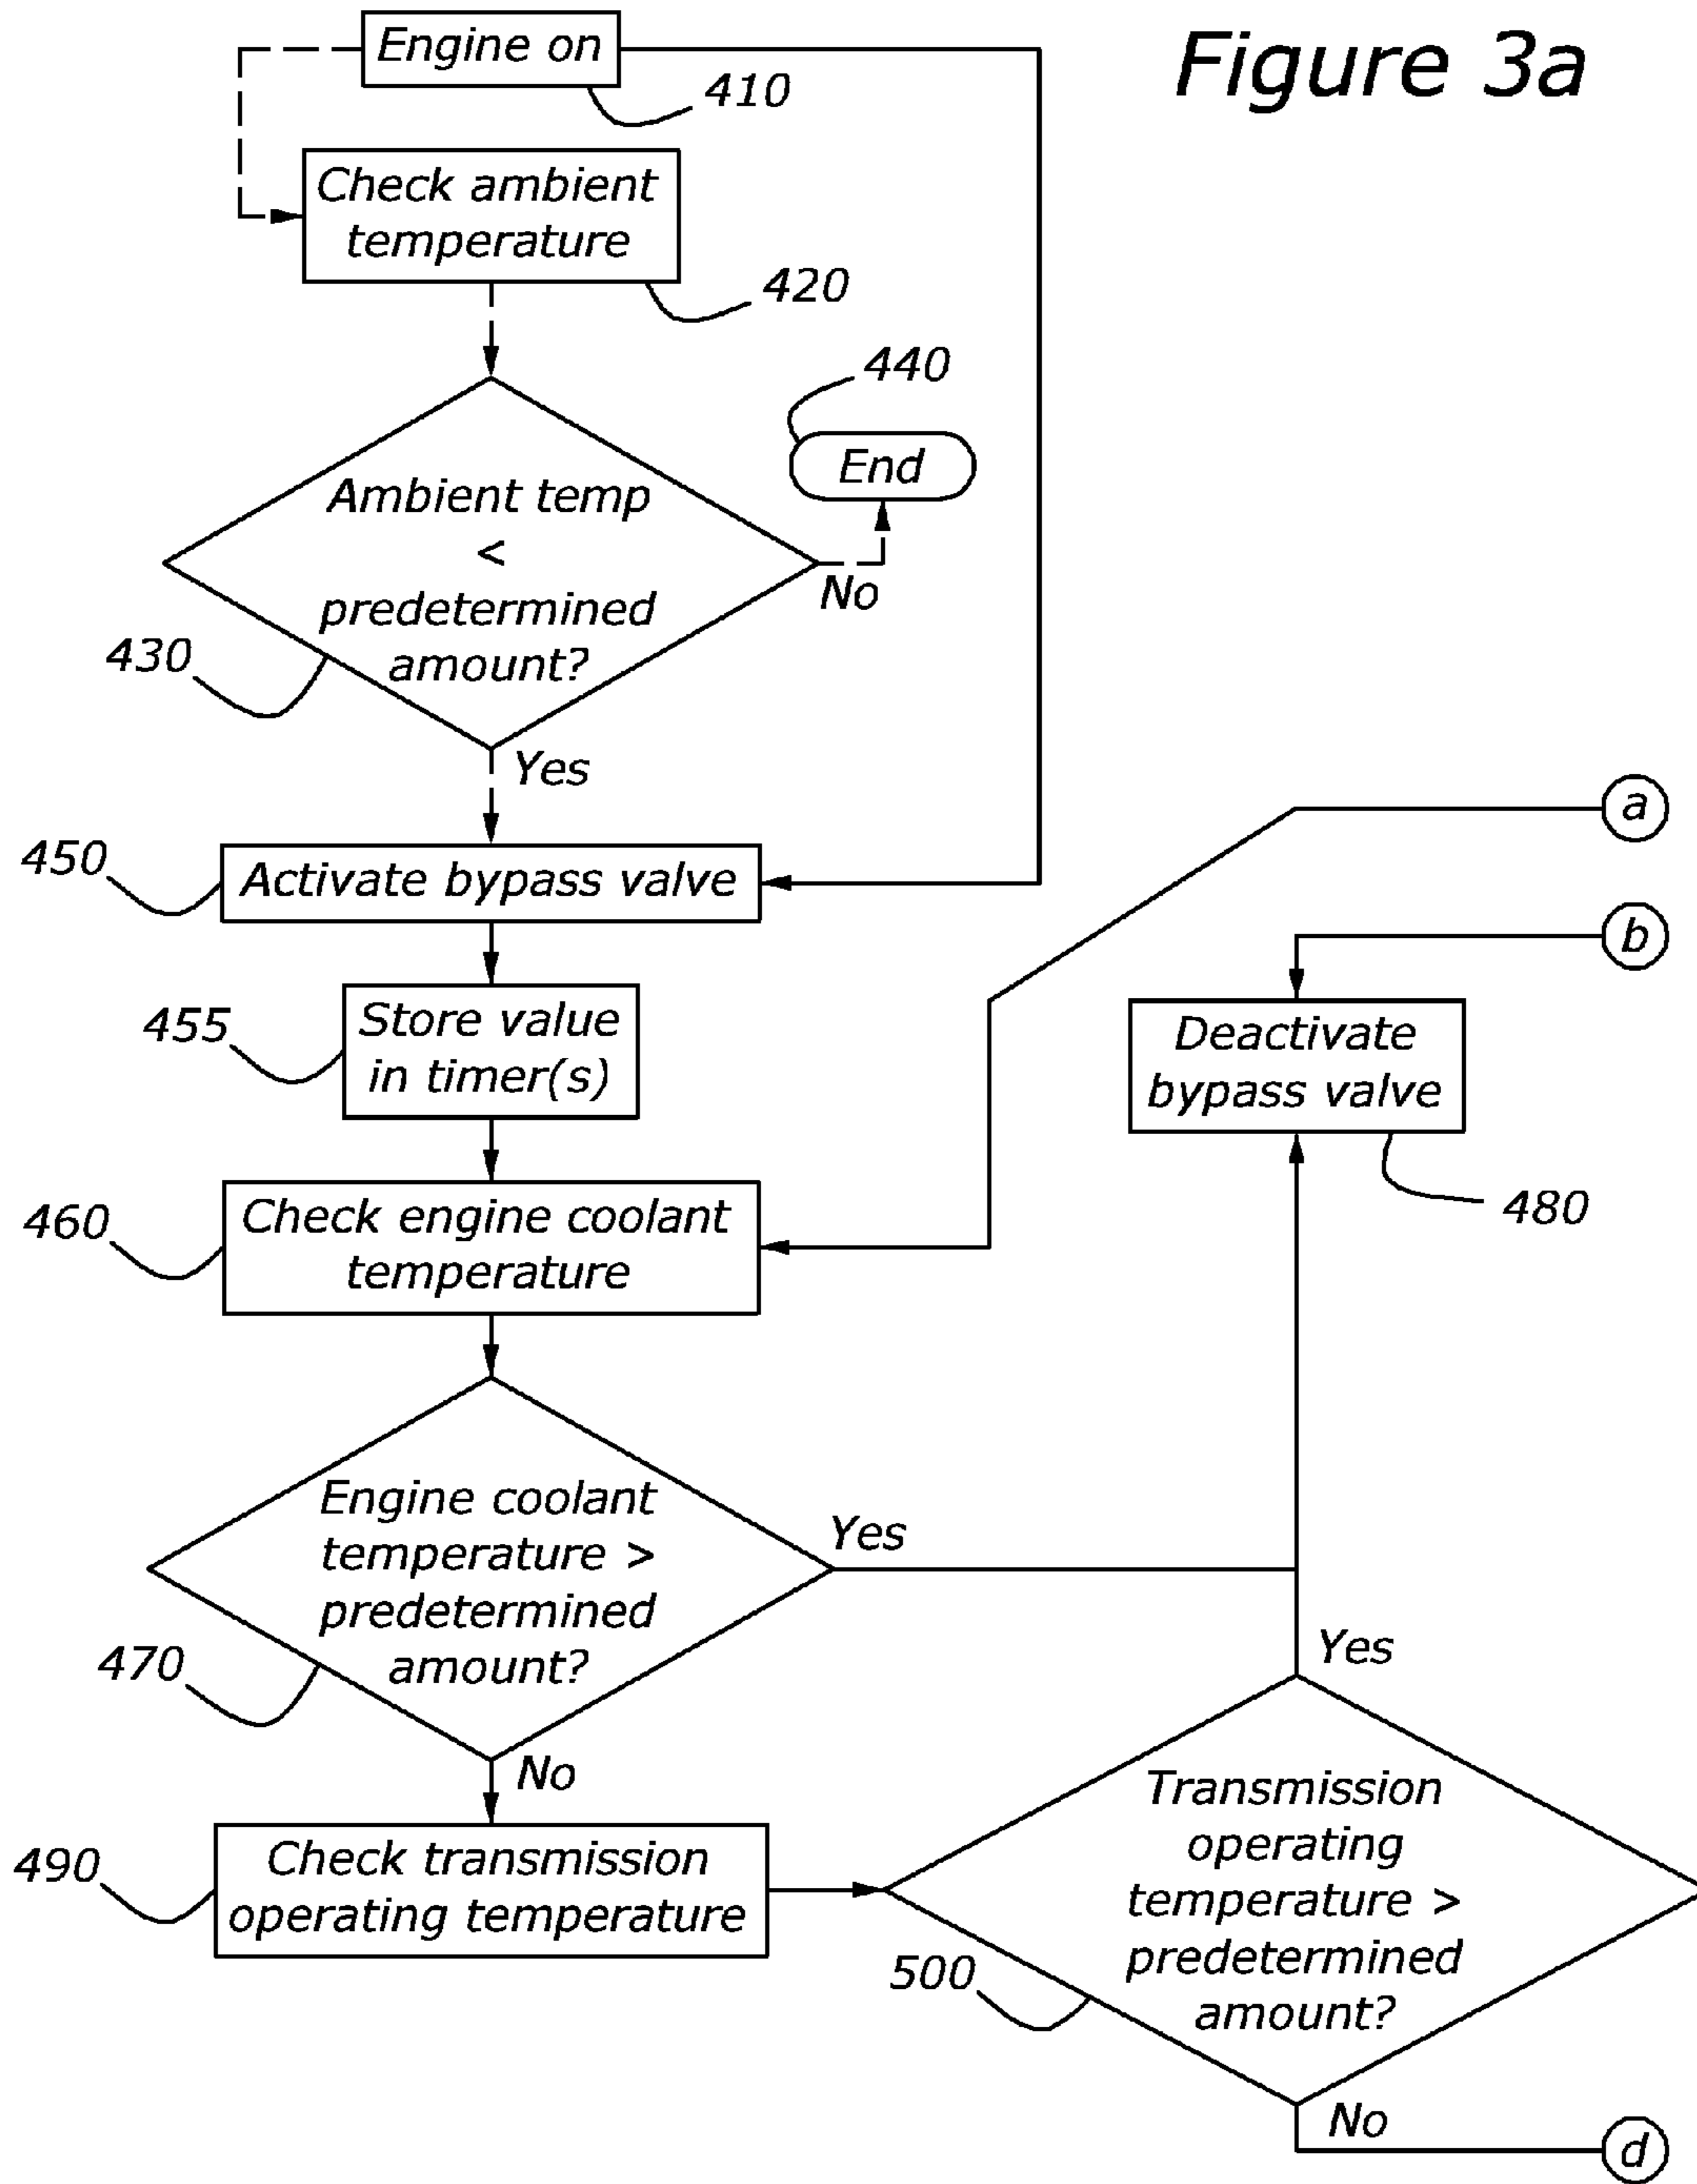 Figure 3a
Engine on
410
Check ambient
temperature
420
440
End
Ambient temp
<
predetermined
amount?
No
430
Yes
a
450
Activate bypass valve
b
455
Store value
in timer(s)
Deactivate
bypass valve
480
460
Check engine coolant
temperature
Engine coolant
temperature >
predetermined
amount?
Yes
470
Yes
No
490
Check transmission
operating temperature
Transmission
operating
temperature >
predetermined
amount?
500
No
d